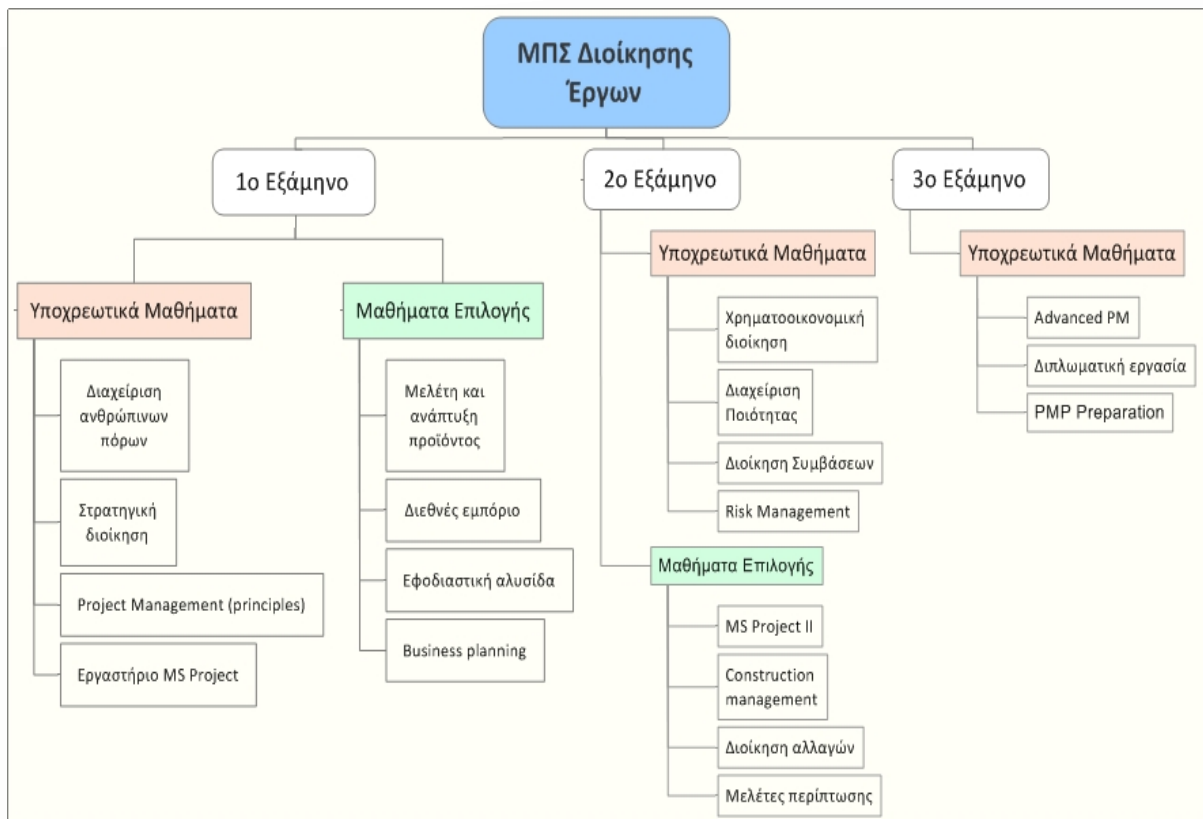 ΜΠΣ Διοίκησης
Έργων
1ο Εξάμηνο
Υποχρεωτικά Μαθήματα
Διαχείριση
ανθρώπινων
πόρων
Στρατηγική
διοίκηση
Project Management (principles)
Εργαστήριο MS Project
Μαθήματα Επιλογής
Μελέτη και
ανάπτυξη
προϊόντος
Διεθνές εμπόριο
Εφοδιαστική αλυσίδα
Business planning
2ο Εξάμηνο
Υποχρεωτικά Μαθήματα
Χρηματοοικονομική
διοίκηση
Διαχείριση
Ποιότητας
Διοίκηση Συμβάσεων
Risk Management
Μαθήματα Επιλογής
MS Project II
Construction
management
Διοίκηση αλλαγών
Μελέτες περίπτωσης
3ο Εξάμηνο
Υποχρεωτικά Μαθήματα
Advanced PM
Διπλωματική εργασία
PMP Preparation